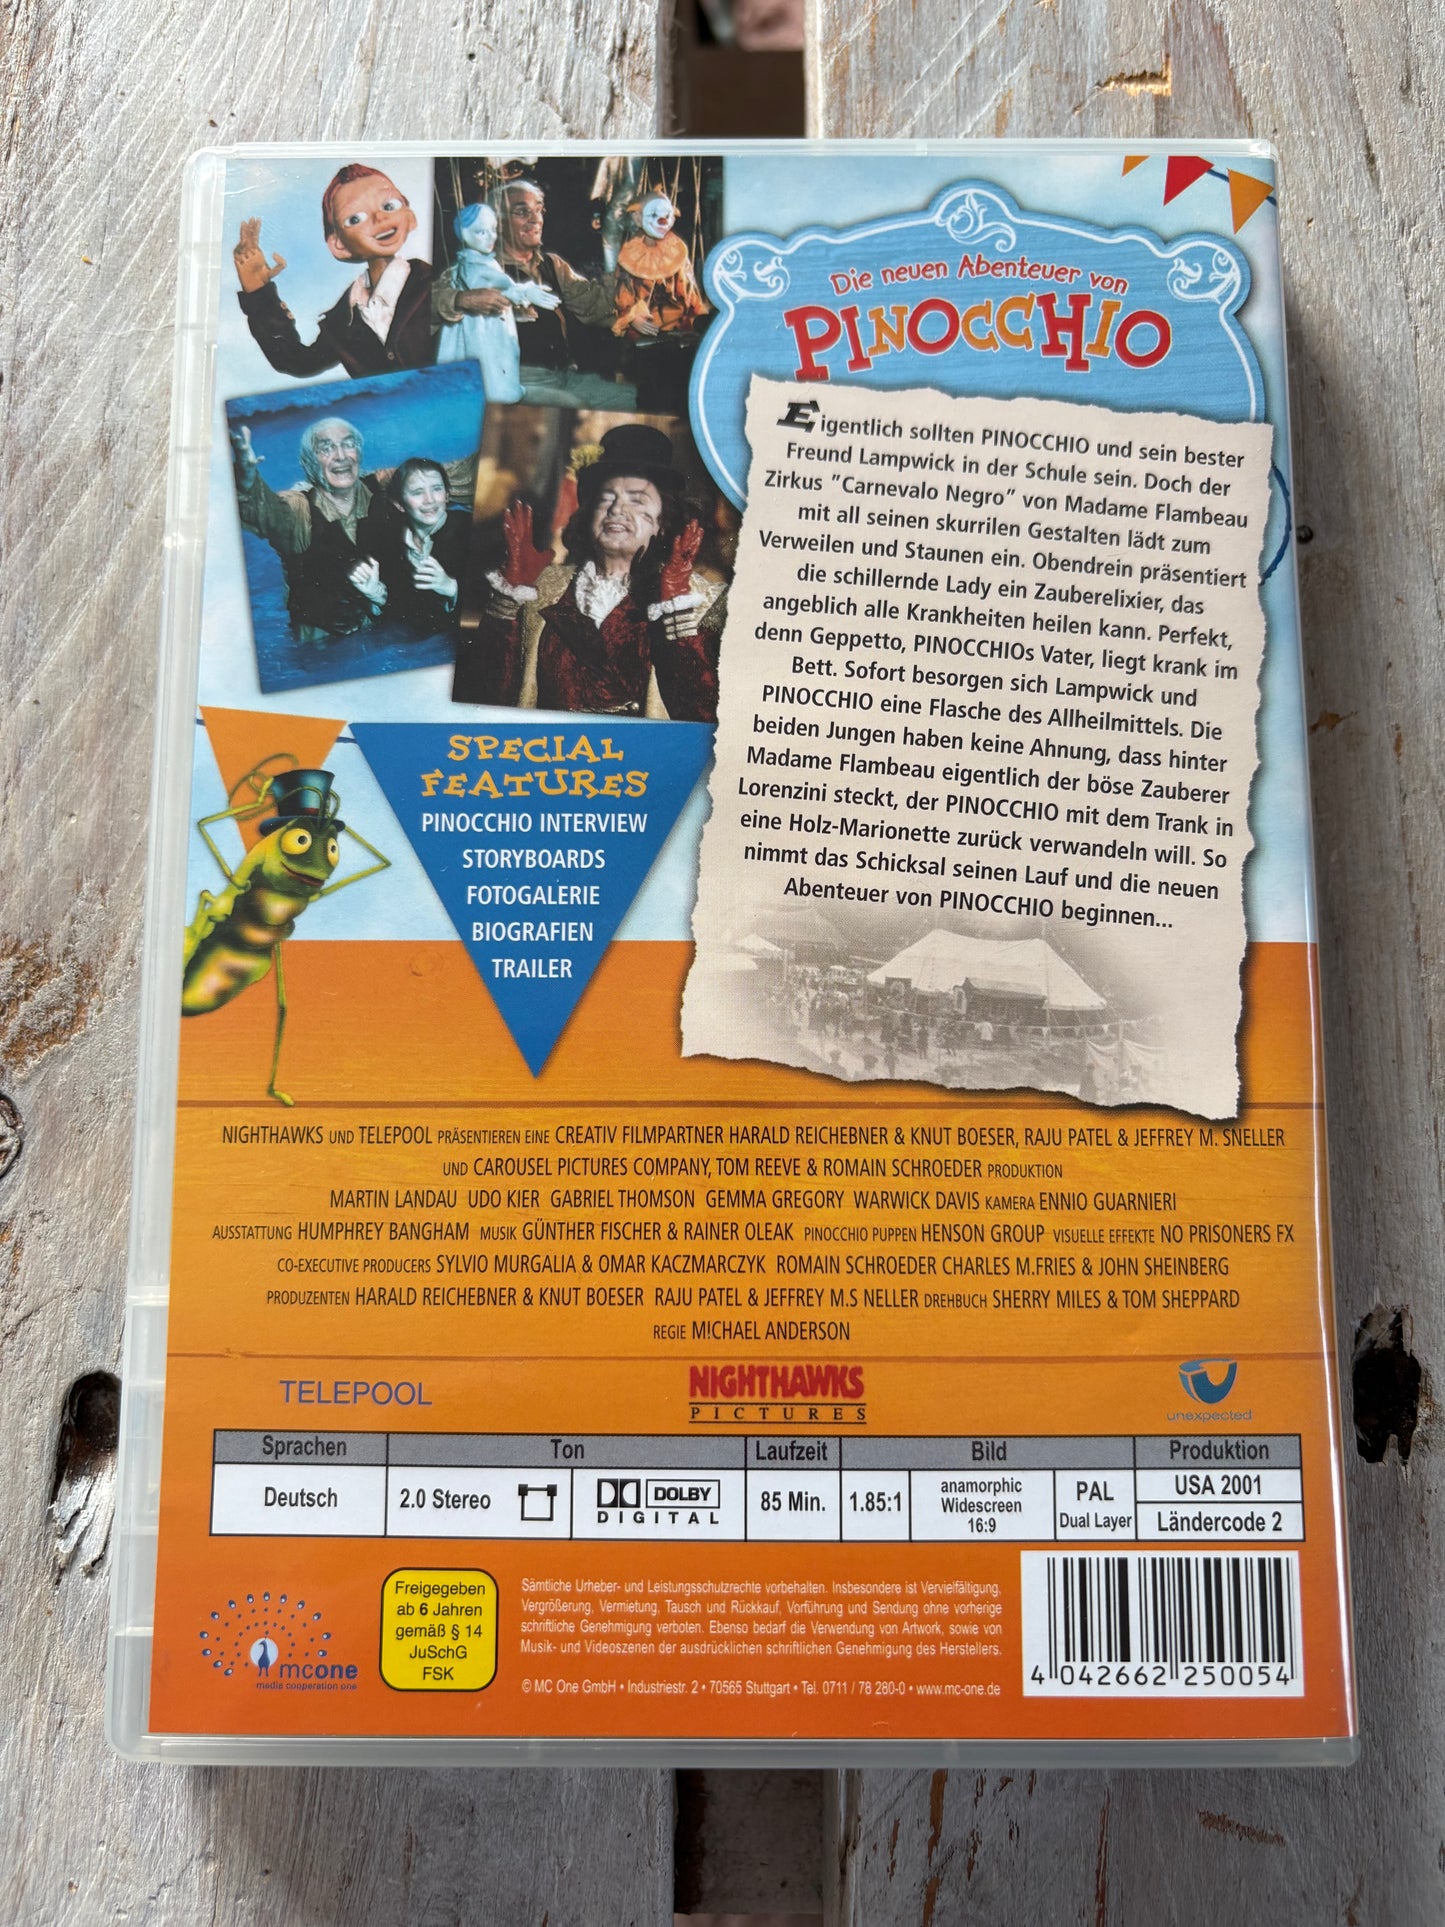 Die neuen Abenteuer von
PINOCCHIO
Eigentlich sollten PINOCCHIO und sein bester
Freund Lampwick in der Schule sein. Doch der
Zirkus "Carnevalo Negro" von Madame Flambeau
mit all seinen skurrilen Gestalten lädt zum
Verweilen und Staunen ein. Obendrein präsentiert
die schillernde Lady ein Zauberelixier, das
angeblich alle Krankheiten heilen kann. Perfekt,
denn Geppetto, PINOCCHIOs Vater, liegt krank im
Bett. Sofort besorgen sich Lampwick und
PINOCCHIO eine Flasche des Allheilmittels. Die
beiden Jungen haben keine Ahnung, dass hinter
Madame Flambeau eigentlich der böse Zauberer
Lorenzini steckt, der PINOCCHIO mit dem Trank in
eine Holz-Marionette zurück verwandeln will. So
nimmt das Schicksal seinen Lauf und die neuen
Abenteuer von PINOCCHIO beginnen...
SPECIAL
FEATURES
PINOCCHIO INTERVIEW
STORYBOARDS
FOTOGALERIE
BIOGRAFIEN
TRAILER
NIGHTHAWKS UND TELEPOOL PRÄSENTIEREN EINE CREATIV FILMPARTNER HARALD REICHEBNER & KNUT BOESER, RAJU PATEL & JEFFREY M. SNELLER
UND CAROUSEL PICTURES COMPANY, TOM REEVE & ROMAIN SCHROEDER PRODUKTION
MARTIN LANDAU UDO KIER GABRIEL THOMSON GEMMA GREGORY WARWICK DAVIS KAMERA ENNIO GUARNIERI
AUSSTATTUNG HUMPHREY BANGHAM MUSIK GÜNTHER FISCHER & RAINER OLEAK PINOCCHIO PUPPEN HENSON GROUP VISUELLE EFFEKTE NO PRISONERS FX
CO-EXECUTIVE PRODUCERS SYLVIO MURGALIA & OMAR KACZMARCZYK ROMAIN SCHROEDER CHARLES M.FRIES & JOHN SHEINBERG
PRODUZENTEN HARALD REICHEBNER & KNUT BOESER RAJU PATEL & JEFFREY M.S NELLER DREHBUCH SHERRY MILES & TOM SHEPPARD
REGIE M!CHAEL ANDERSON
TELEPOOL
NIGHTHAWKS
PICTURES
unexpected
Sprachen Ton Laufzeit Bild Produktion
Deutsch 2.0 Stereo DOLBY DIGITAL 85 Min. 1.85:1 anamorphic Widescreen 16:9 PAL Dual Layer USA 2001
Ländercode 2
mcone
media cooperation one
Freigegeben
ab 6 Jahren
gemäß § 14
JuSchG
FSK
Sämtliche Urheber- und Leistungsschutzrechte vorbehalten. Insbesondere ist Vervielfältigung,
Vergrößerung, Vermietung, Tausch und Rückkauf, Vorführung und Sendung ohne vorherige
schriftliche Genehmigung verboten. Ebenso bedarf die Verwendung von Artwork, sowie von
Musik- und Videoszenen der ausdrücklichen schriftlichen Genehmigung des Herstellers.
© MC One GmbH • Industriestr. 2 • 70565 Stuttgart • Tel. 0711 / 78 280-0 • www.mc-one.de
4 042662 250054